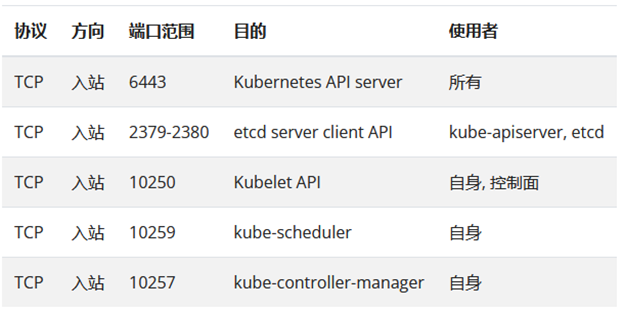 协议 方向 端口范围 目的 使用者
TCP 入站 6443 Kubernetes API server 所有
TCP 入站 2379-2380 etcd server client API kube-apiserver, etcd
TCP 入站 10250 Kubelet API 自身, 控制面
TCP 入站 10259 kube-scheduler 自身
TCP 入站 10257 kube-controller-manager 自身